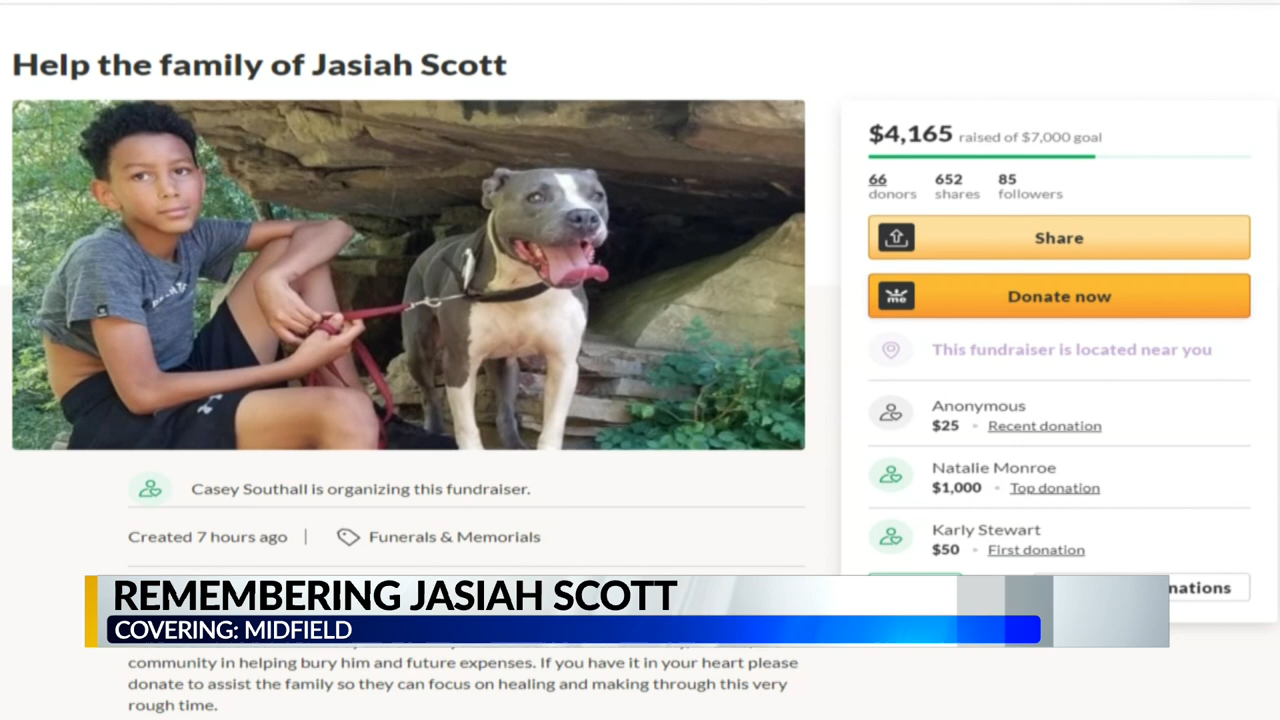 Help the family of Jasiah Scott
$4,165 raised of $7,000 goal
66 652 85
donors shares followers
Share
me Donate now
This fundraiser is located near you
Anonymous
$25 • Recent donation
Natalie Monroe
$1,000 • Top donation
Karly Stewart
$50 • First donation
nations
Casey Southall is organizing this fundraiser.
Created 7 hours ago | Funerals & Memorials
REMEMBERING JASIAH SCOTT
COVERING: MIDFIELD
community in helping bury him and future expenses. If you have it in your heart please
donate to assist the family so they can focus on healing and making through this very
rough time.